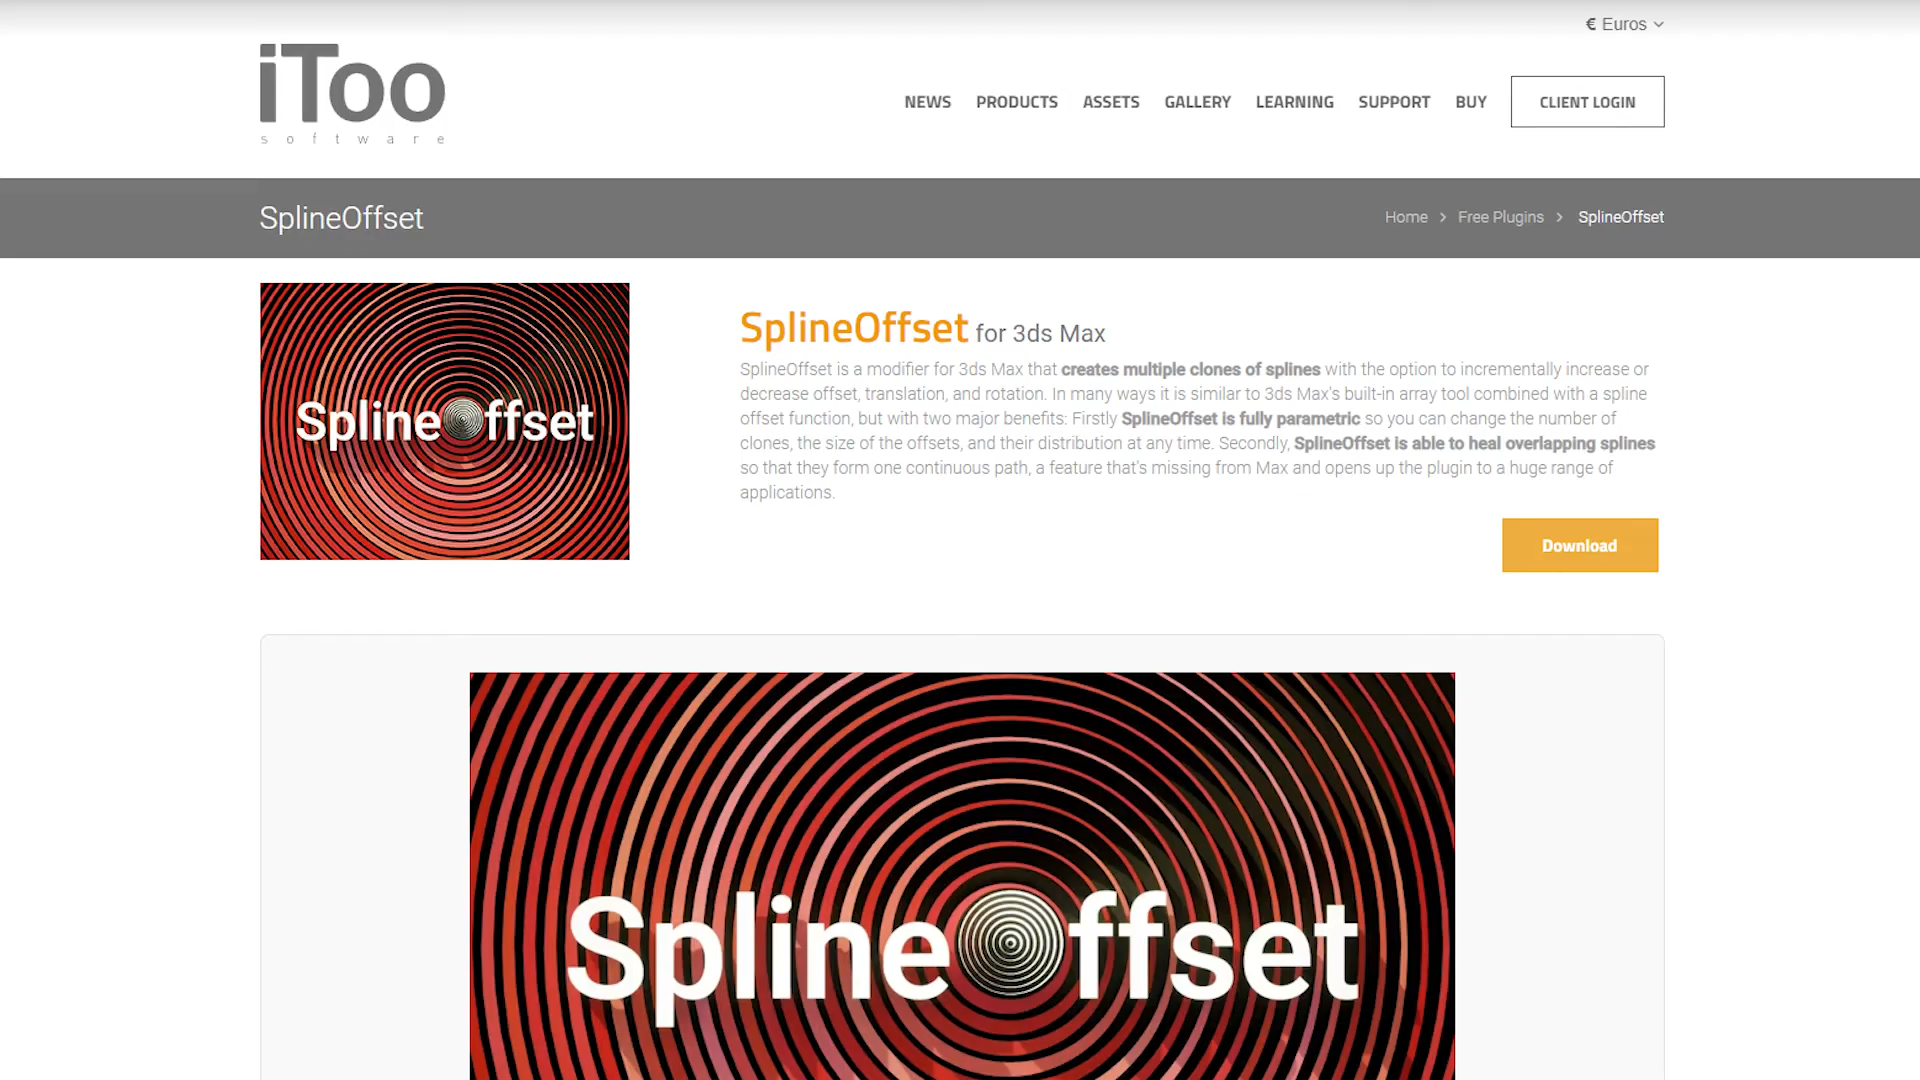 € Euros
iToo
software
NEWS PRODUCTS ASSETS GALLERY LEARNING SUPPORT BUY CLIENT LOGIN
SplineOffset
Home > Free Plugins > SplineOffset
SplineOffset
SplineOffset for 3ds Max
SplineOffset is a modifier for 3ds Max that creates multiple clones of splines with the option to incrementally increase or
decrease offset, translation, and rotation. In many ways it is similar to 3ds Max's built-in array tool combined with a spline
offset function, but with two major benefits: Firstly SplineOffset is fully parametric so you can change the number of
clones, the size of the offsets, and their distribution at any time. Secondly, SplineOffset is able to heal overlapping splines
so that they form one continuous path, a feature that's missing from Max and opens up the plugin to a huge range of
applications.
Download
SplineOffset